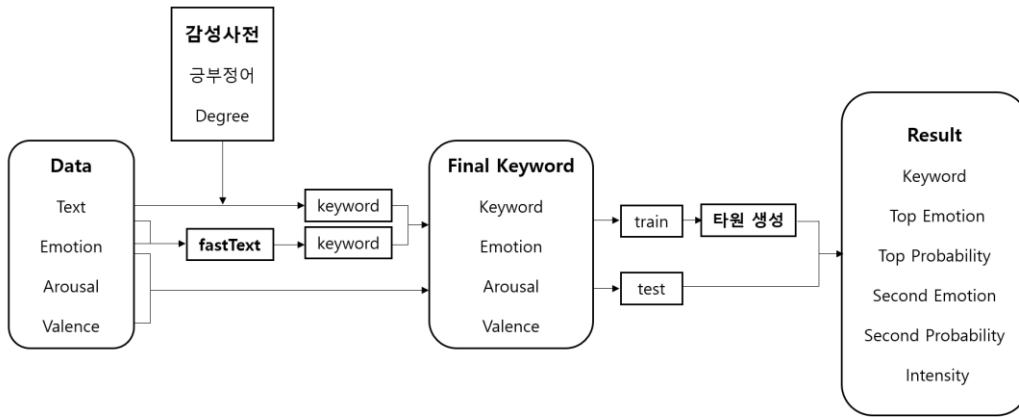 감성사전
긍부정어
Degree
Data
Text
Emotion
Arousal
Valence
keyword
fastText
keyword
Final Keyword
Keyword
Emotion
Arousal
Valence
train
타원 생성
test
Result
Keyword
Top Emotion
Top Probability
Second Emotion
Second Probability
Intensity